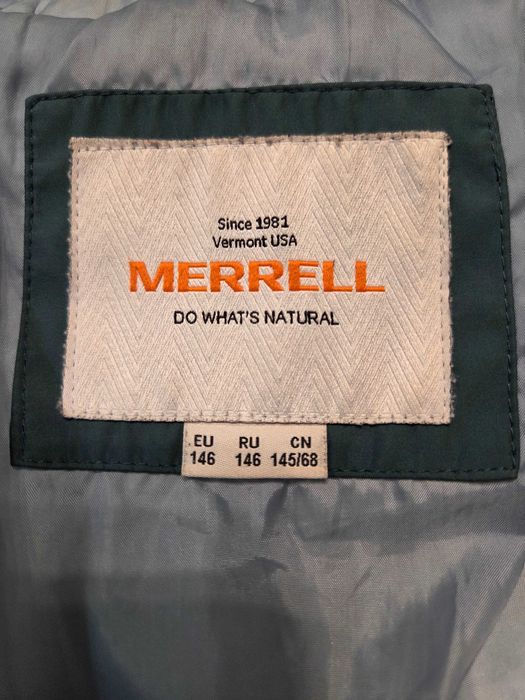 Since 1981
Vermont USA
MERRELL
DO WHAT'S NATURAL
EU RU CN
146 146 145/68